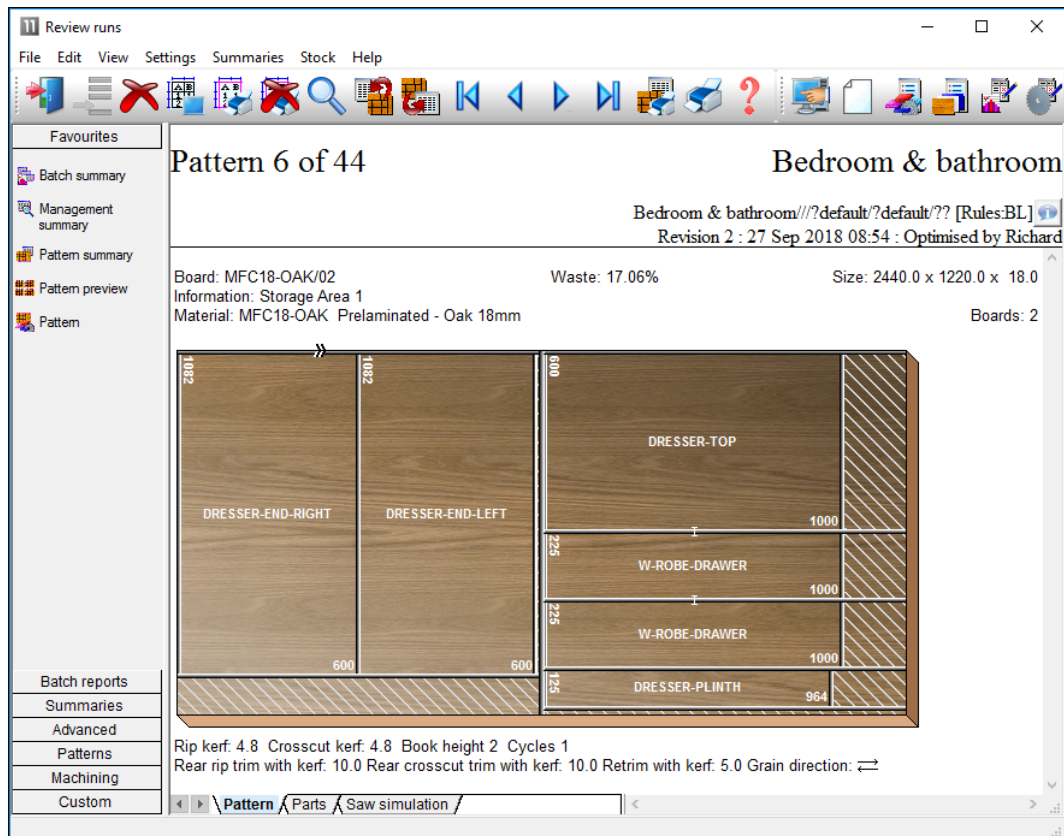 Review runs
File Edit View Settings Summaries Stock Help
Favourites
Batch summary
Management
summary
Pattern summary
Pattern preview
Pattern
Batch reports
Summaries
Advanced
Patterns
Machining
Custom
Pattern 6 of 44 Bedroom & bathroom
Bedroom & bathroom///?default/?default/?? [Rules:BL]
Revision 2 : 27 Sep 2018 08:54 : Optimised by Richard
Board: MFC18-OAK/02 Waste: 17.06% Size: 2440.0 x 1220.0 x 18.0
Information: Storage Area 1
Material: MFC18-OAK Prelaminated - Oak 18mm Boards: 2
1082
DRESSER-END-RIGHT
600
1082
DRESSER-END-LEFT
600
600
DRESSER-TOP
1000
225
W-ROBE-DRAWER
1000
225
W-ROBE-DRAWER
1000
125
DRESSER-PLINTH
964
Rip kerf: 4.8 Crosscut kerf: 4.8 Book height 2 Cycles 1
Rear rip trim with kerf: 10.0 Rear crosscut trim with kerf: 10.0 Retrim with kerf: 5.0 Grain direction:
Pattern Parts Saw simulation